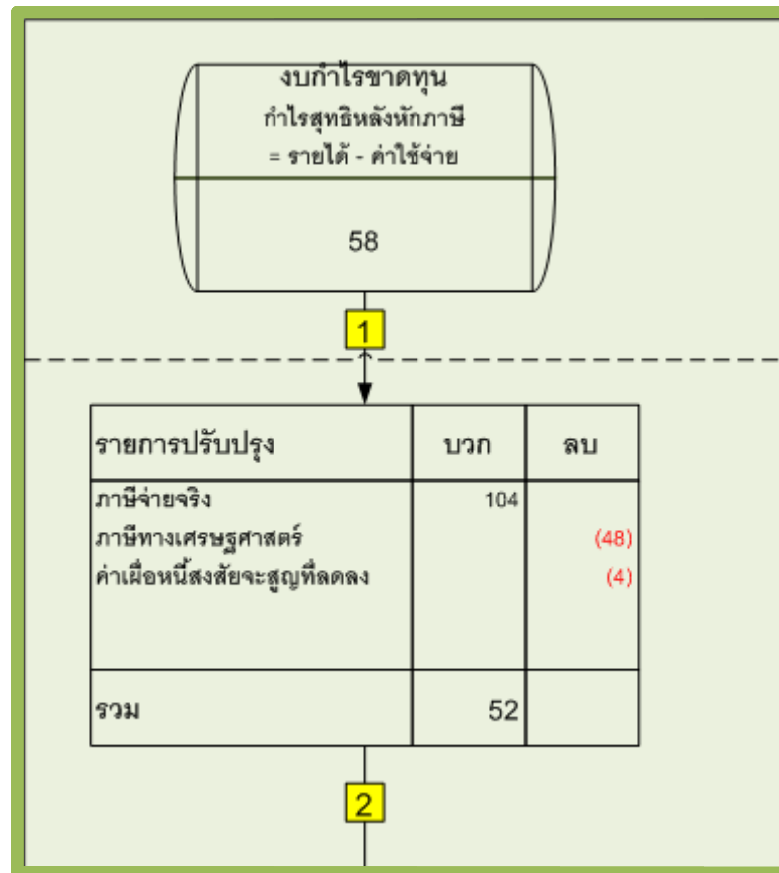 งบกำไรขาดทุน
กำไรสุทธิหลังหักภาษี
= รายได้ - ค่าใช้จ่าย
58
1
รายการปรับปรุง บวก ลบ
ภาษีจ่ายจริง 104
ภาษีทางเศรษฐศาสตร์ (48)
ค่าเผื่อหนี้สงสัยจะสูญที่ลดลง (4)
รวม 52
2